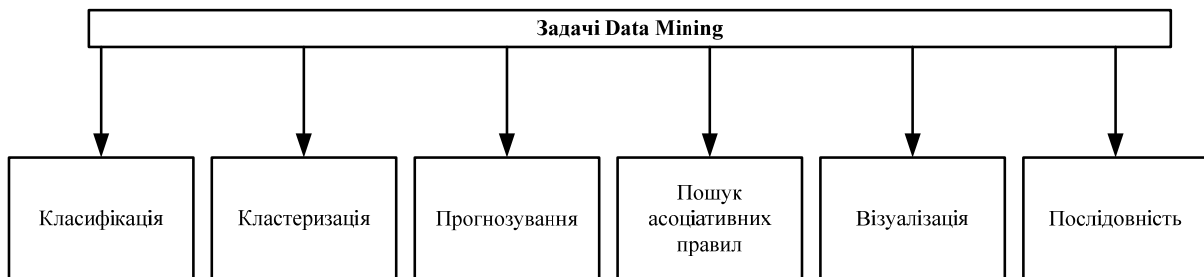 Задачі Data Mining
Класифікація
Кластеризація
Прогнозування
Пошук
асоціативних
правил
Візуалізація
Послідовність